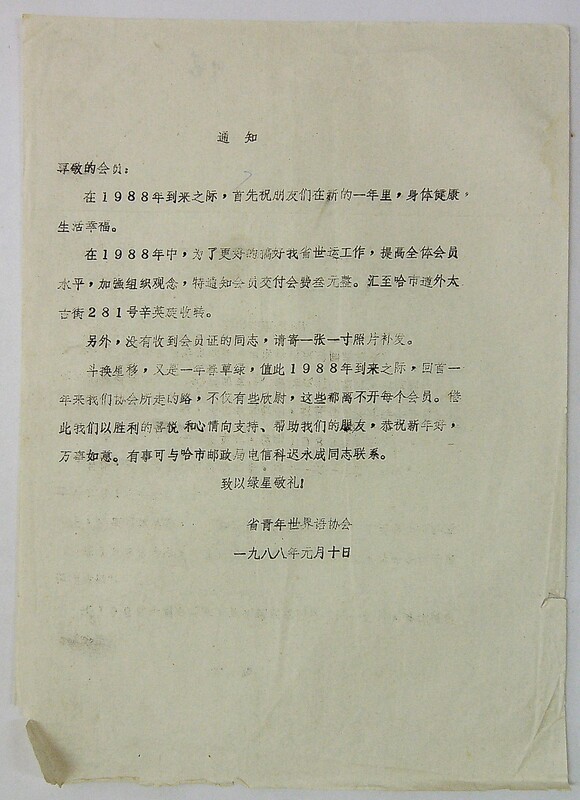 通 知
尊敬的会员：
在1988年到来之际，首先祝朋友们在新的一年里，身体健康，
生活幸福。
在1988年中，为了更好的搞好我省世运工作，提高全体会员
水平，加强组织观念，特通知会员交付会费叁元整。汇至哈市道外太
古街281号辛英莲收转。
另外，没有收到会员证的同志，请寄一张一寸照片补发。
斗换星移，又是一年春草绿，值此1988年到来之际，回首一
年来我们协会所走的路，不仅有些欣尉，这些都离不开每个会员。借
此我们以胜利的喜悦和心情向支持、帮助我们的朋友，恭祝新年好，
万事如意。有事可与哈市邮政局电信科迟永成同志联系。
致以绿星敬礼！
省青年世界语协会
一九八八年元月十日